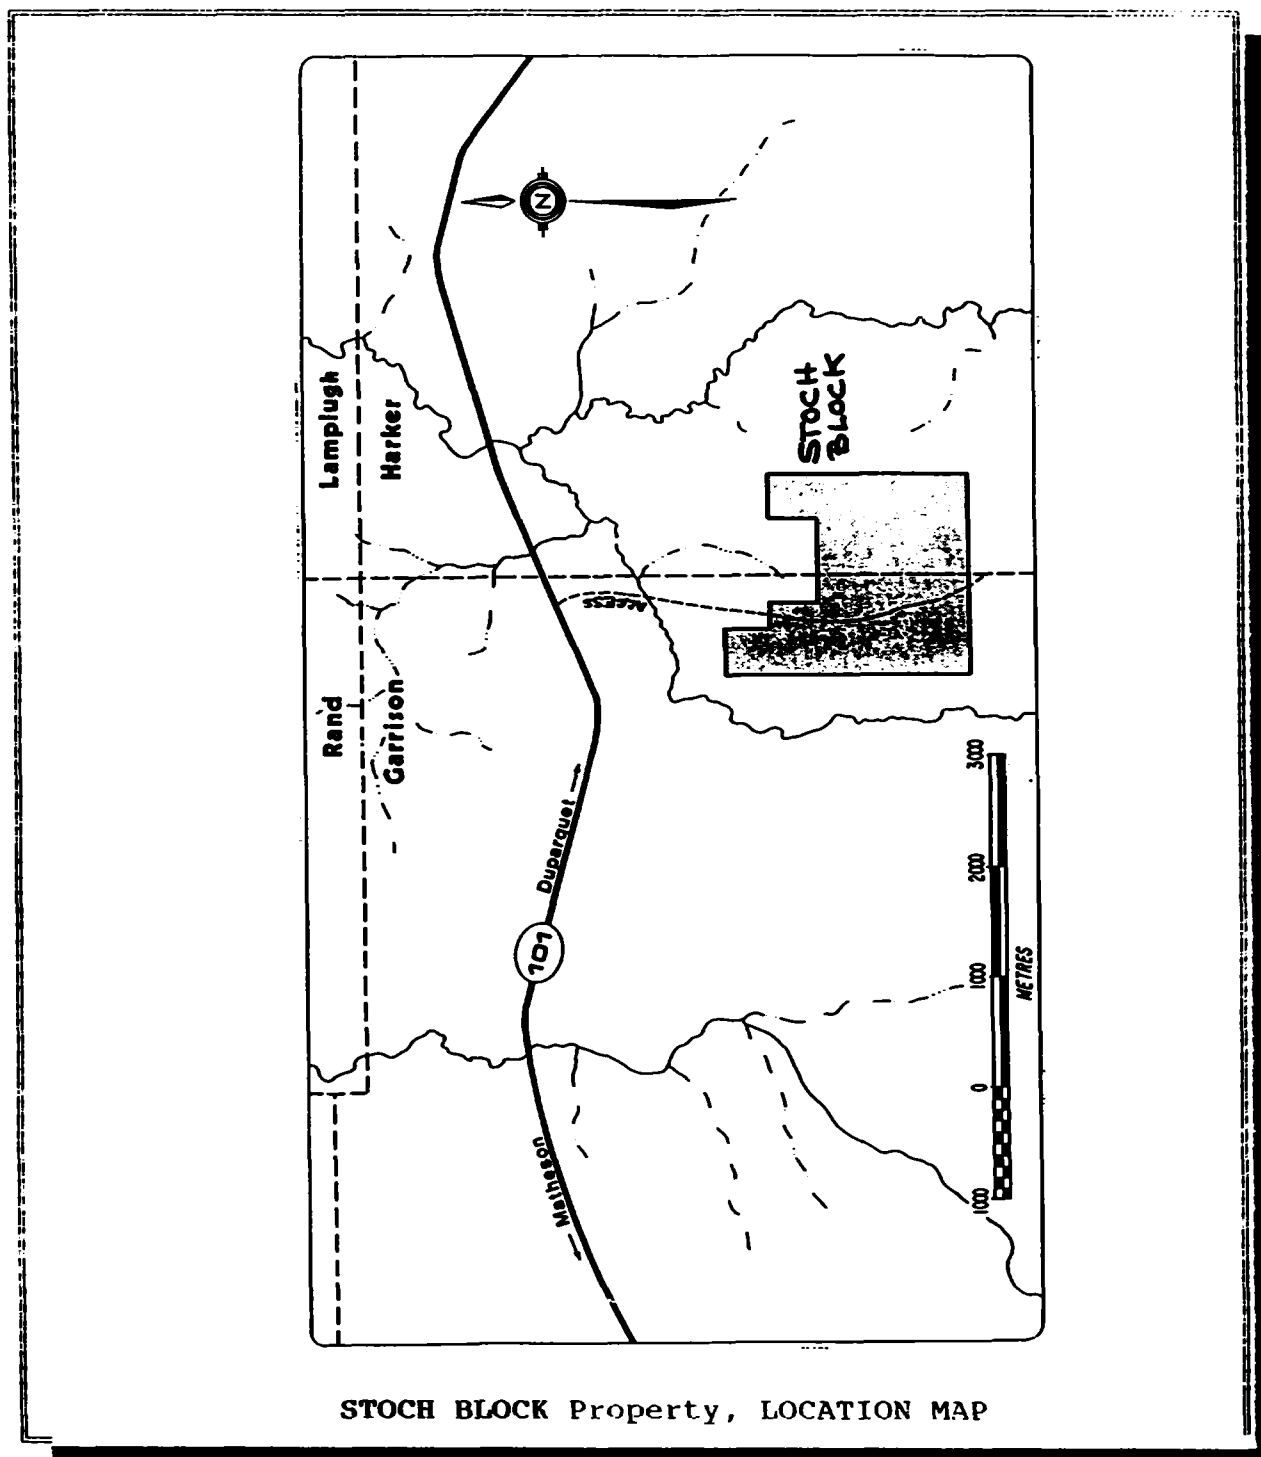 N
Lamplugh
Harker
STOCH
BLOCK
ACCESS
Rand
Garrison
Duparquet
101
Matheson
3000
2000
1000
0
1000
METRES
STOCH BLOCK Property, LOCATION MAP